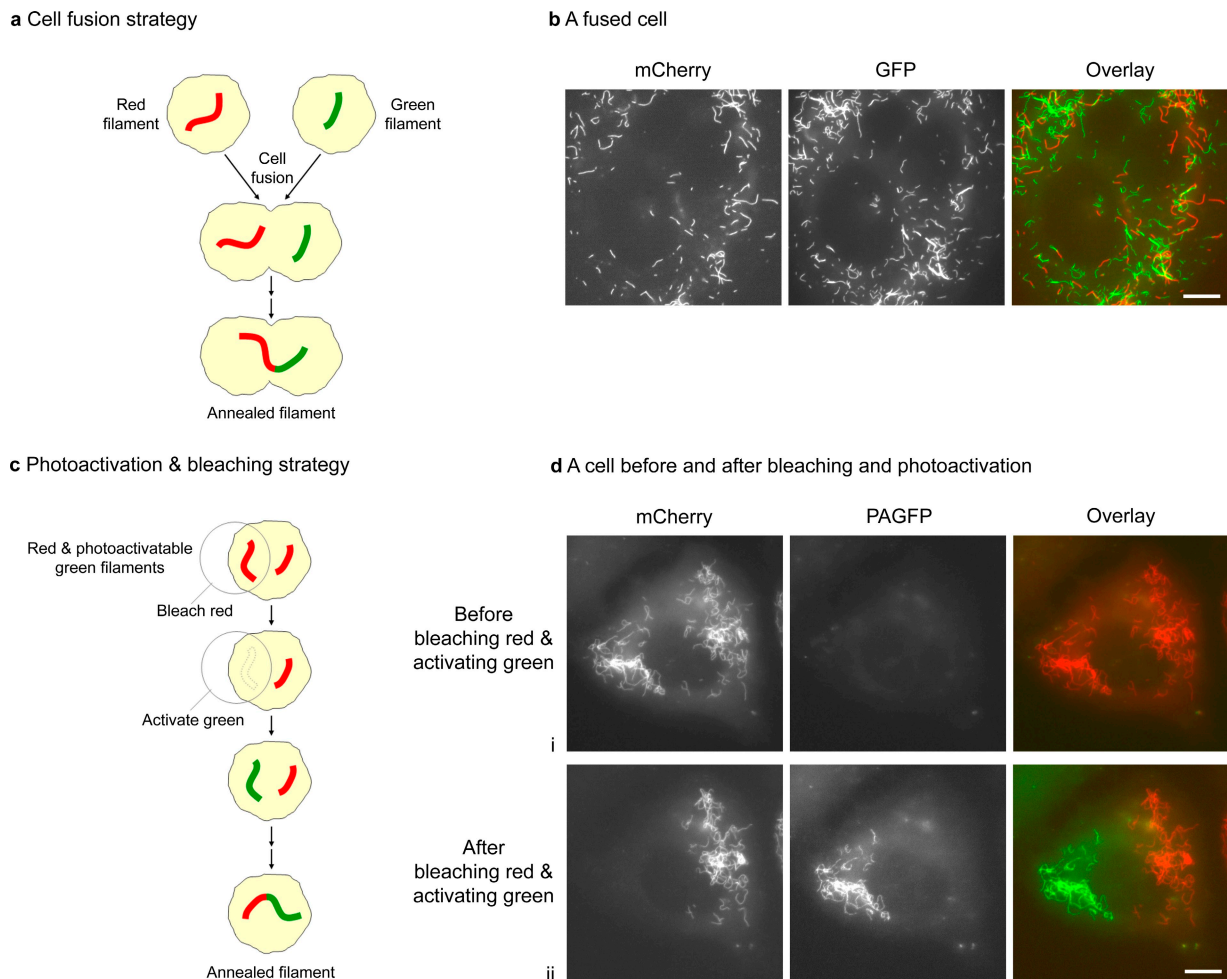 a Cell fusion strategy
Red
filament
Green
filament
Cell
fusion
Annealed filament
b A fused cell
mCherry
GFP
Overlay
c Photoactivation & bleaching strategy
Red & photoactivatable
green filaments
Bleach red
Activate green
Annealed filament
d A cell before and after bleaching and photoactivation
mCherry
PAGFP
Overlay
Before
bleaching red &
activating green
i
After
bleaching red &
activating green
ii